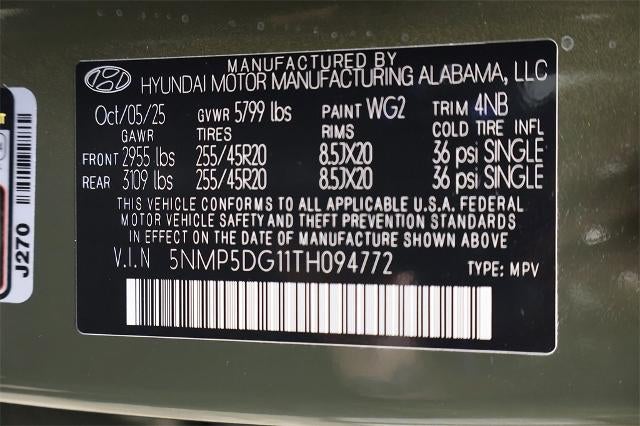 MANUFACTURED BY
HYUNDAI MOTOR MANUFACTURING ALABAMA, LLC
Oct/05/25 GVWR 5799 lbs PAINT WG2 TRIM 4NB
GAWR TIRES RIMS COLD TIRE INFL
FRONT 2955 lbs 255/45R20 8.5JX20 36 psi SINGLE
REAR 3109 lbs 255/45R20 8.5JX20 36 psi SINGLE
THIS VEHICLE CONFORMS TO ALL APPLICABLE U.S.A. FEDERAL
MOTOR VEHICLE SAFETY AND THEFT PREVENTION STANDARDS
IN EFFECT ON THE DATE OF MANUFACTURE SHOWN ABOVE
V.I.N 5NMP5DG11TH094772 TYPE: MPV
J270